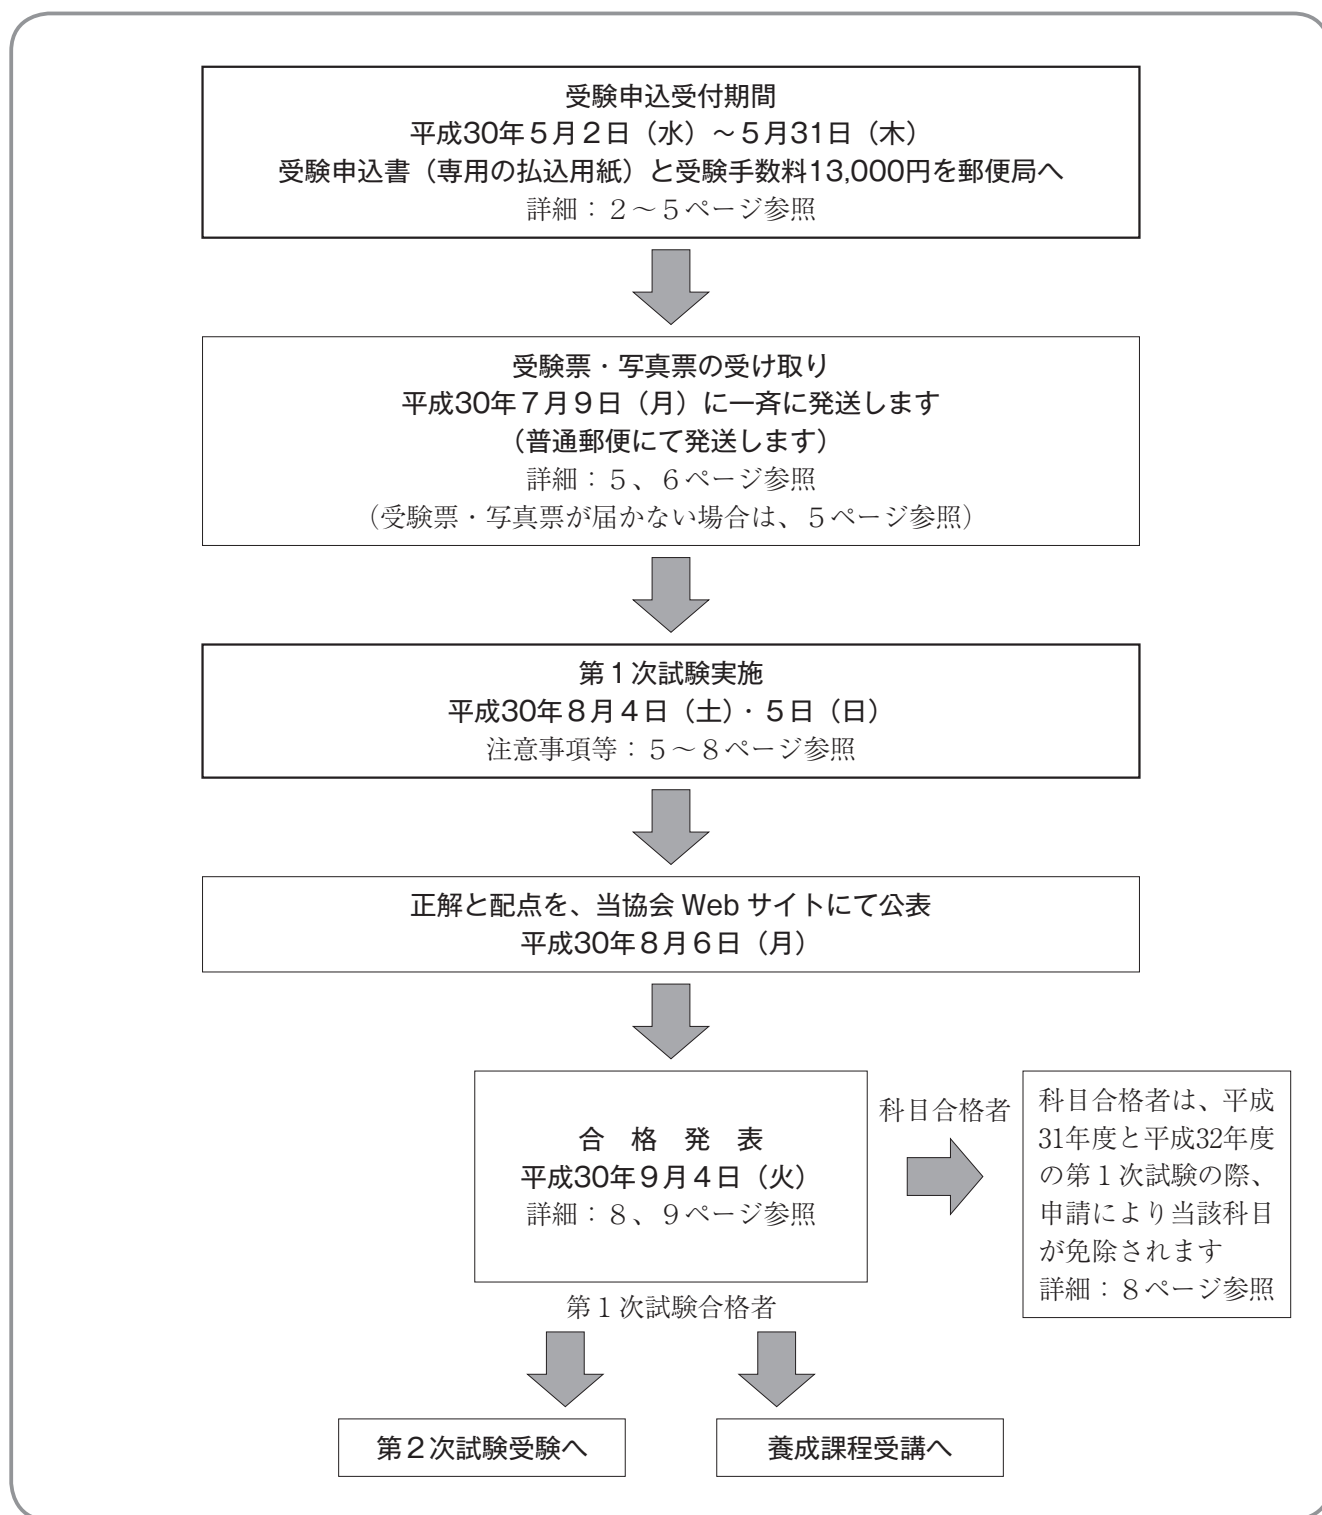 受験申込受付期間
平成30年5月2日（水）～5月31日（木）
受験申込書（専用の払込用紙）と受験手数料13,000円を郵便局へ
詳細：２～５ページ参照
受験票・写真票の受け取り
平成30年７月９日（月）に一斉に発送します
（普通郵便にて発送します）
詳細：５、６ページ参照
（受験票・写真票が届かない場合は、５ページ参照）
第１次試験実施
平成30年８月４日（土）・５日（日）
注意事項等：５～８ページ参照
正解と配点を、当協会 Web サイトにて公表
平成30年８月６日（月）
合　格　発　表
平成30年９月４日（火）
詳細：８、９ページ参照
科目合格者
科目合格者は、平成
31年度と平成32年度
の第１次試験の際、
申請により当該科目
が免除されます
詳細：８ページ参照
第１次試験合格者
第２次試験受験へ
養成課程受講へ